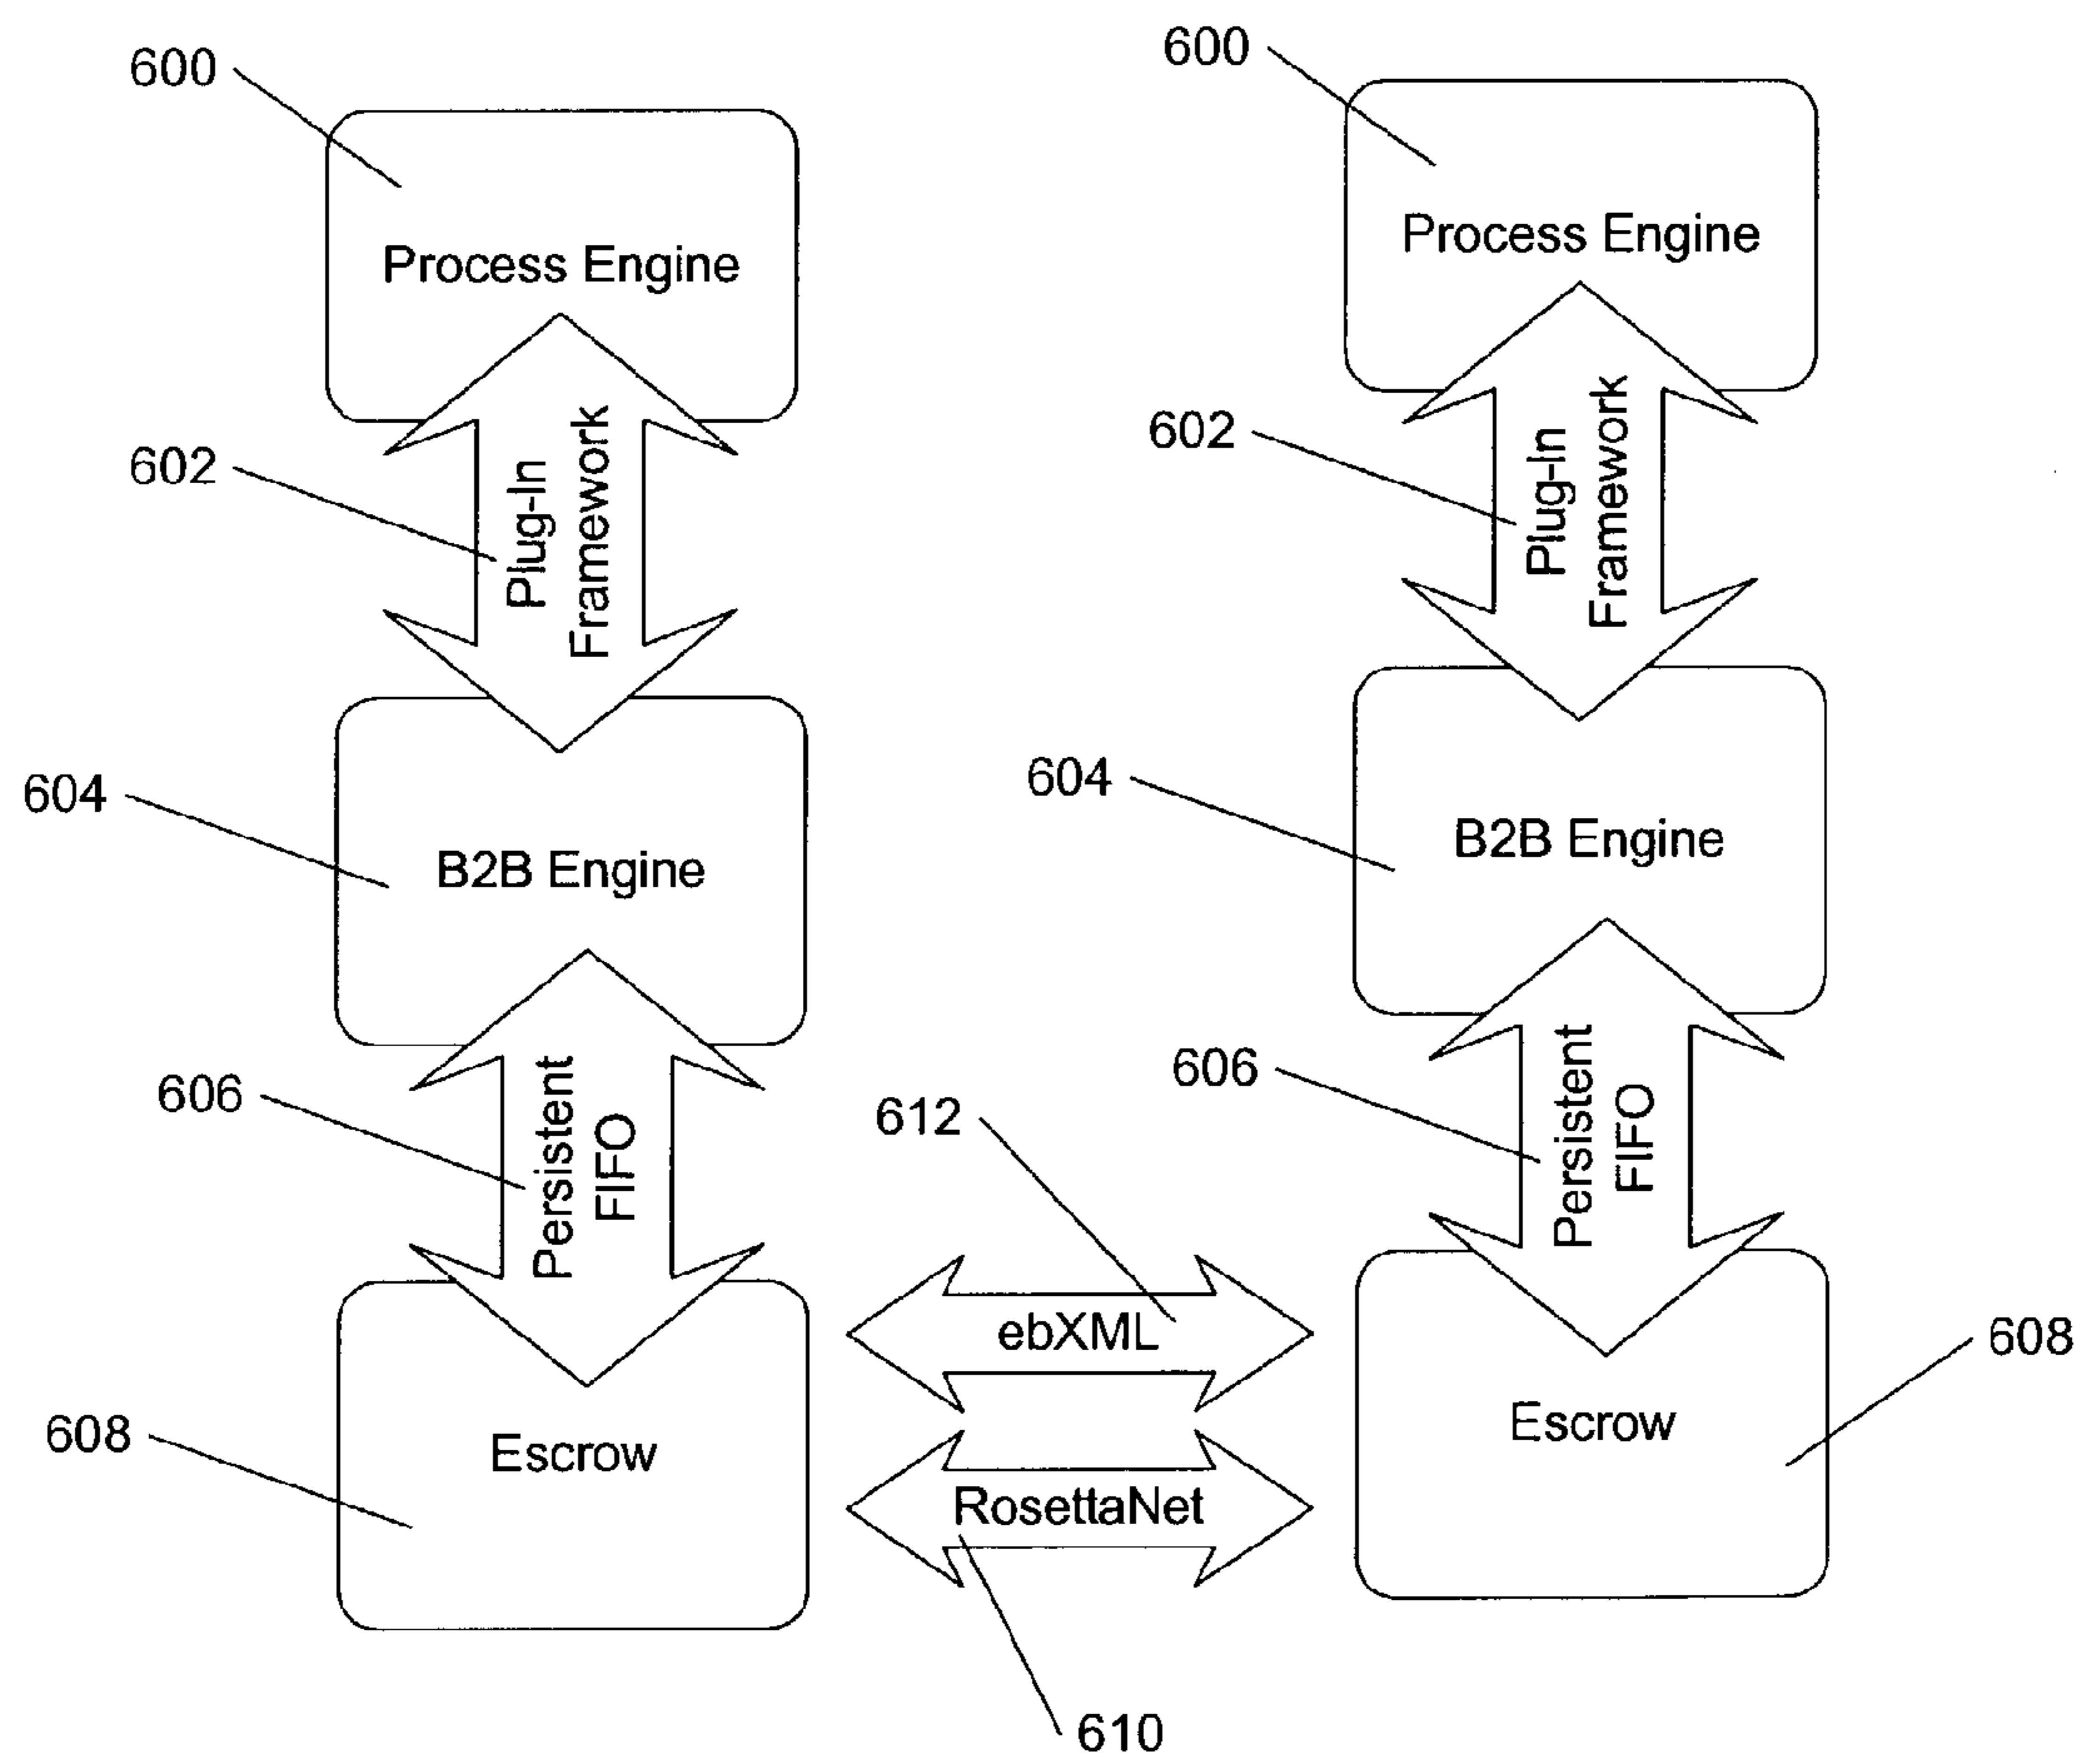 600
600
Process Engine
Process Engine
602
602
Plug-In
Framework
Plug-In
Framework
604
604
B2B Engine
B2B Engine
606
606
612
Persistent
FIFO
Persistent
FIFO
ebXML
608
608
Escrow
Escrow
RosettaNet
610